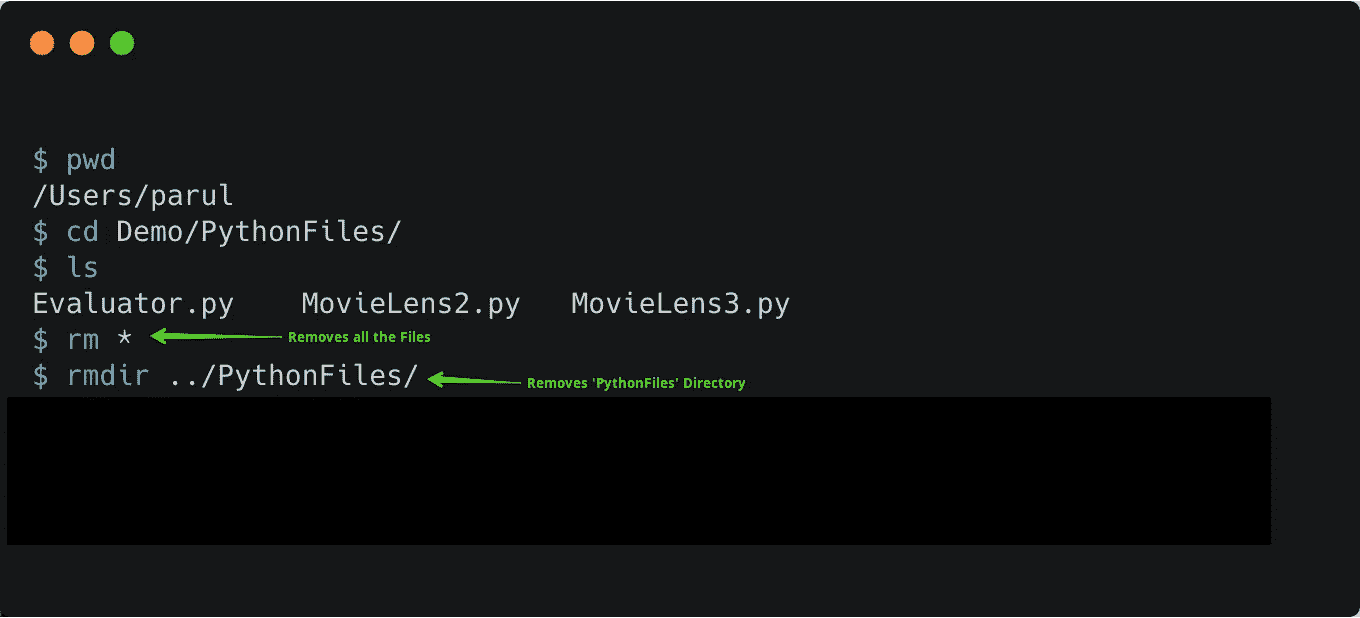 $ pwd
/Users/parul
$ cd Demo/PythonFiles/
$ ls
Evaluator.py MovieLens2.py MovieLens3.py
$ rm * Removes all the Files
$ rmdir ../PythonFiles/ Removes 'PythonFiles' Directory